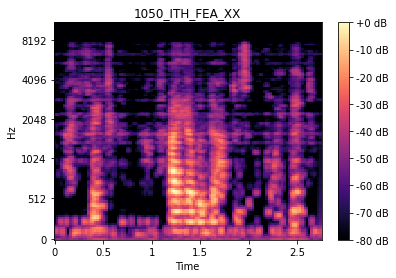 1050_ITH_FEA_XX
+0 dB
8192
-10 dB
4096
-20 dB
-30 dB
2048
Hz
-40 dB
1024
-50 dB
512
-60 dB
-70 dB
0
-80 dB
0 0.5 1 1.5 2 2.5
Time